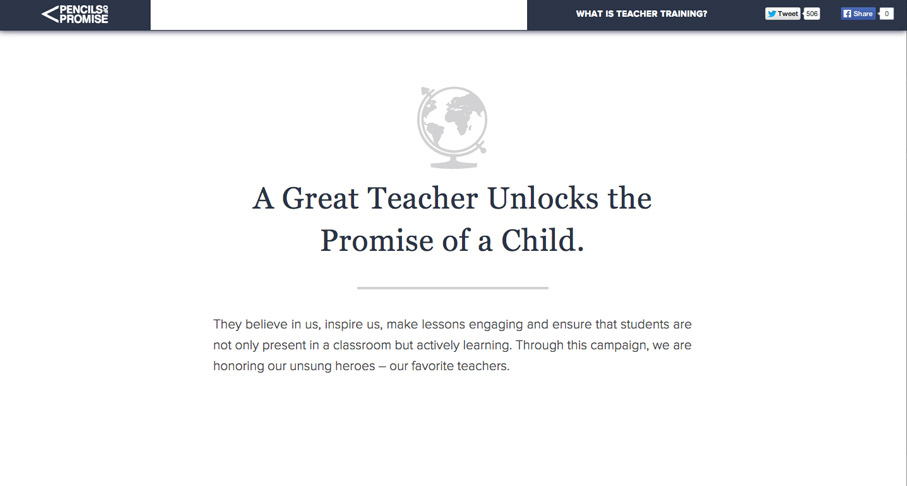 PENCILS OF
PROMISE
WHAT IS TEACHER TRAINING?
Tweet 506
Share 0
A Great Teacher Unlocks the
Promise of a Child.
They believe in us, inspire us, make lessons engaging and ensure that students are
not only present in a classroom but actively learning. Through this campaign, we are
honoring our unsung heroes – our favorite teachers.